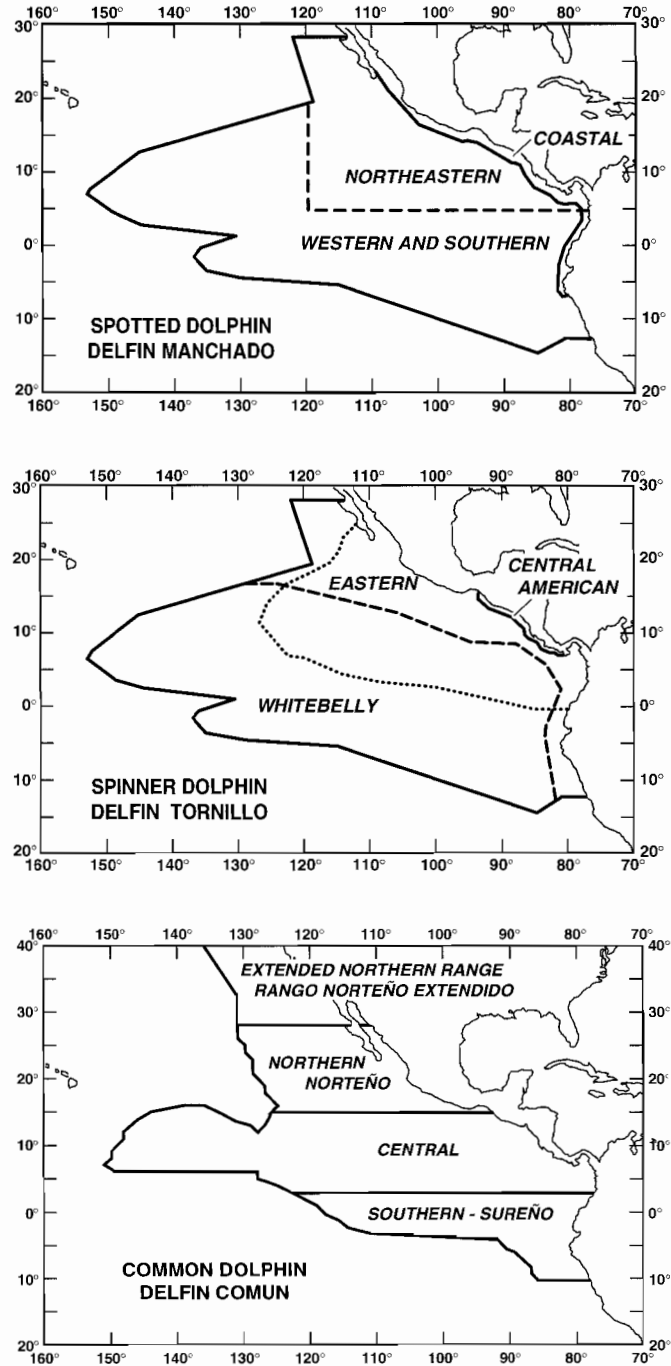 160° 150° 140° 130° 120° 110° 100° 90° 80° 70°
30° 30°
20° 20°
COASTAL
10° 10°
NORTHEASTERN
0° 0°
WESTERN AND SOUTHERN
10° 10°
SPOTTED DOLPHIN
DELFIN MANCHADO
20° 20°
160° 150° 140° 130° 120° 110° 100° 90° 80° 70°
160° 150° 140° 130° 120° 110° 100° 90° 80° 70°
30° 30°
20° 20°
CENTRAL
AMERICAN
EASTERN
10° 10°
WHITEBELLY
0° 0°
10° 10°
SPINNER DOLPHIN
DELFIN TORNILLO
20° 20°
160° 150° 140° 130° 120° 110° 100° 90° 80° 70°
160° 150° 140° 130° 120° 110° 100° 90° 80° 70°
40° 40°
EXTENDED NORTHERN RANGE
RANGO NORTEÑO EXTENDIDO
30° 30°
NORTHERN
NORTEÑO
20° 20°
10° 10°
CENTRAL
0° 0°
SOUTHERN - SUREÑO
COMMON DOLPHIN
DELFIN COMUN
10° 10°
20° 20°
160° 150° 140° 130° 120° 110° 100° 90° 80° 70°